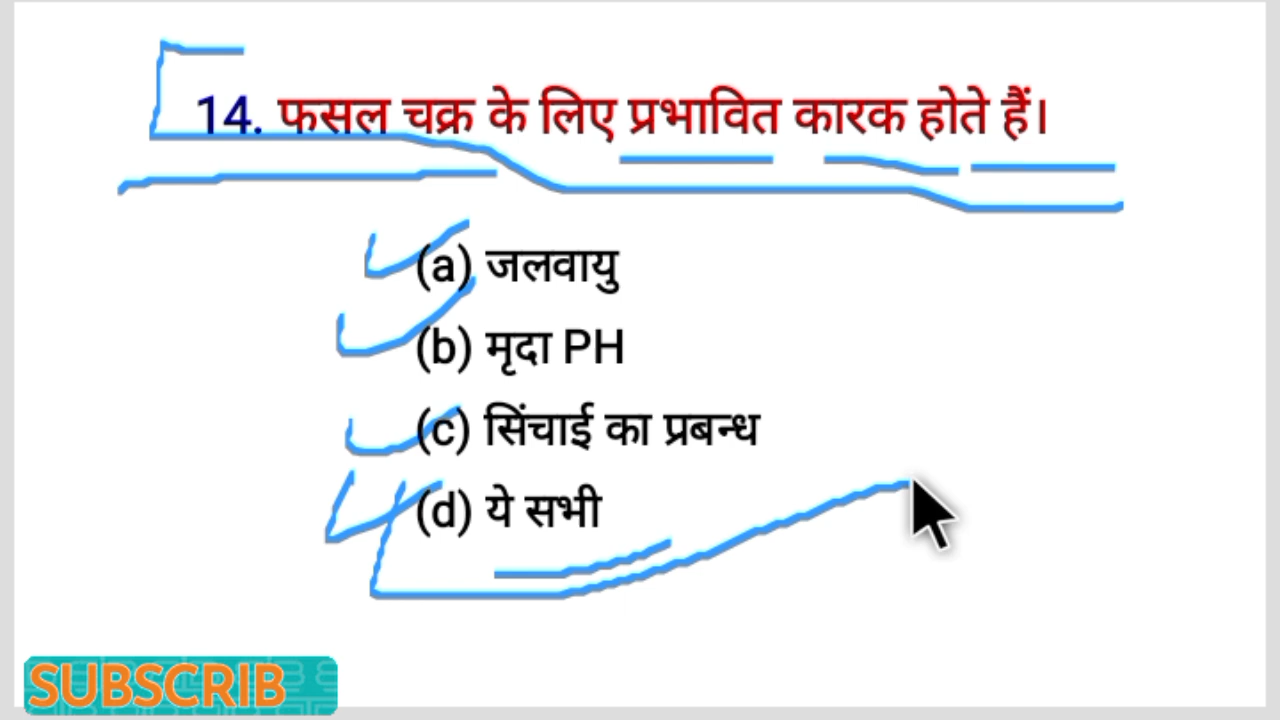 14. फसल चक्र के लिए प्रभावित कारक होते हैं।
(a) जलवायु
(b) मृदा PH
(c) सिंचाई का प्रबन्ध
(d) ये सभी
SUBSCRIB